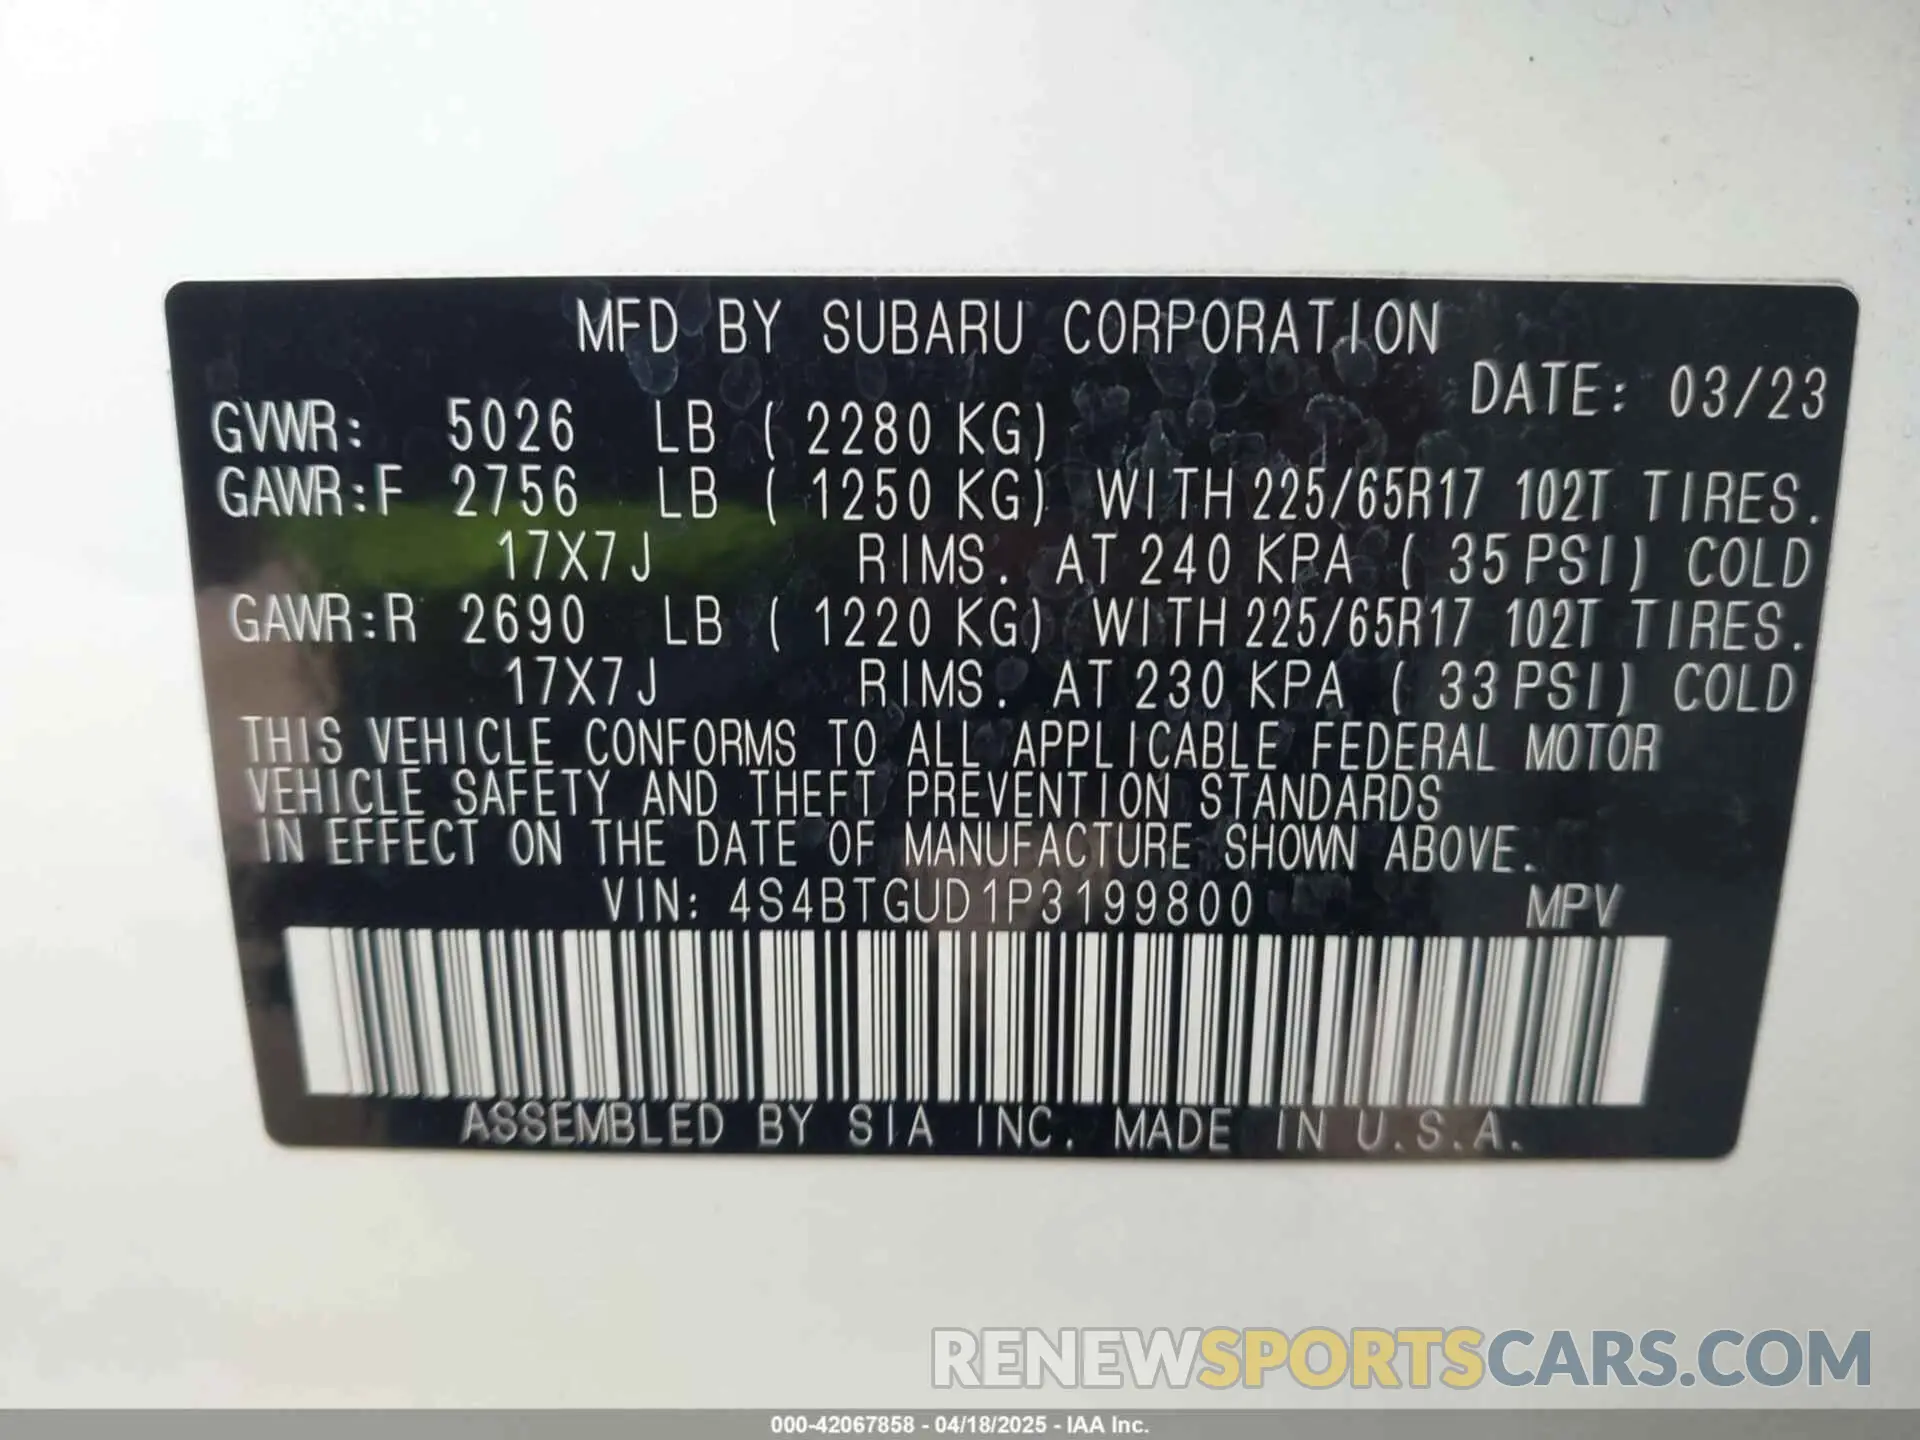 MFD BY SUBARU CORPORATION
DATE: 03/23
GVWR: 5026 LB ( 2280 KG)
GAWR:F 2756 LB ( 1250 KG) WITH 225/65R17 102T TIRES.
17X7J RIMS. AT 240 KPA ( 35 PSI) COLD
GAWR:R 2690 LB ( 1220 KG) WITH 225/65R17 102T TIRES.
17X7J RIMS. AT 230 KPA ( 33 PSI) COLD
THIS VEHICLE CONFORMS TO ALL APPLICABLE FEDERAL MOTOR
VEHICLE SAFETY AND THEFT PREVENTION STANDARDS
IN EFFECT ON THE DATE OF MANUFACTURE SHOWN ABOVE.
VIN: 4S4BTGUD1P3199800 MPV
ASSEMBLED BY SIA INC. MADE IN U.S.A.
RENEWSPORTSCARS.COM
000-42067858 - 04/18/2025 - IAA Inc.